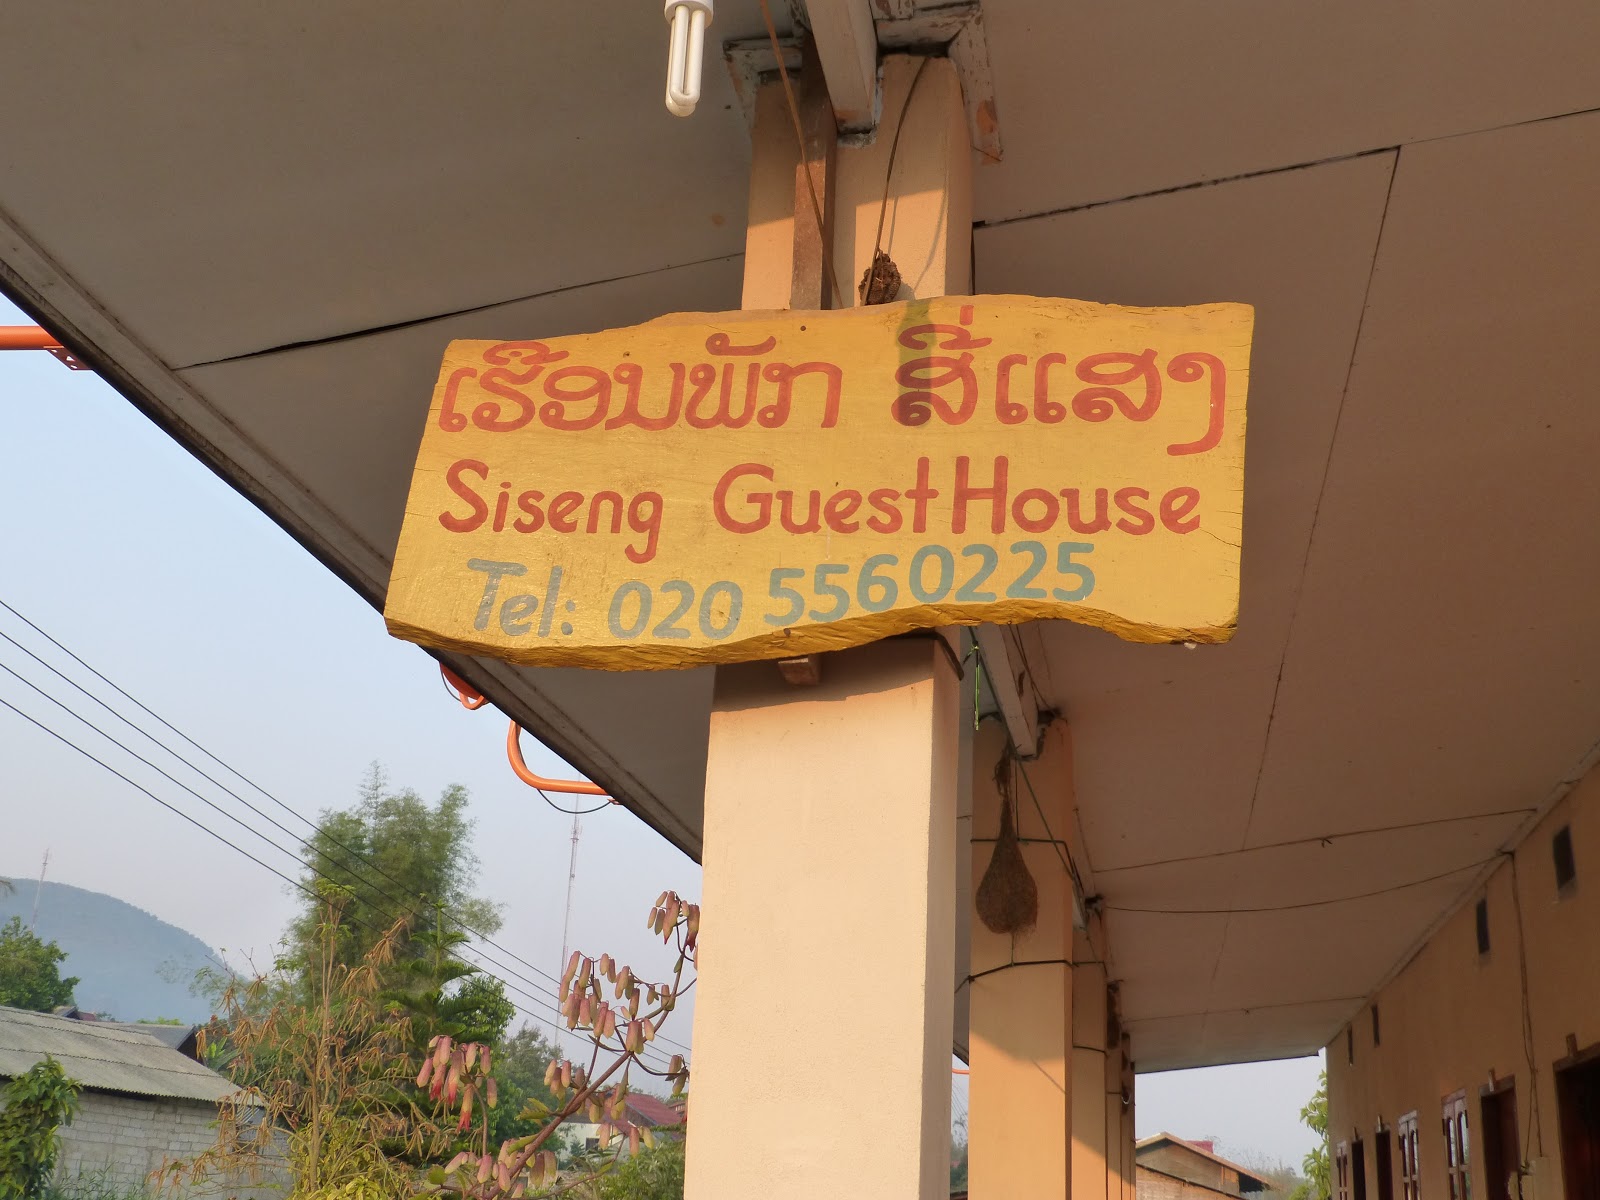 ເຮືອນພັກ ສີ່ແສງ
Siseng GuestHouse
Tel: 020 5560225